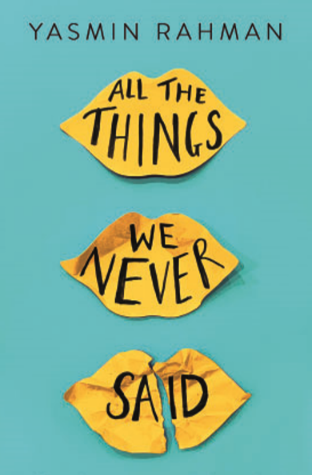 YASMIN RAHMAN
ALL THE
THINGS
WE
NEVER
SAID